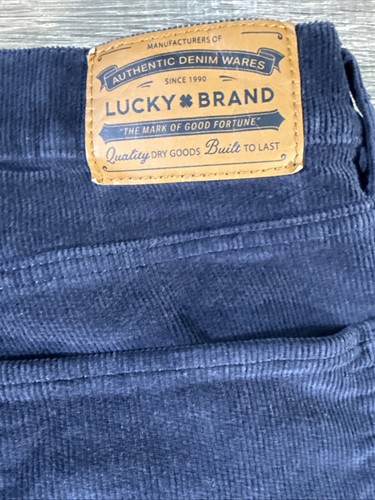 MANUFACTURERS OF
AUTHENTIC DENIM WARES
SINCE 1990
LUCKY BRAND
"THE MARK OF GOOD FORTUNE"
Quality DRY GOODS Built TO LAST